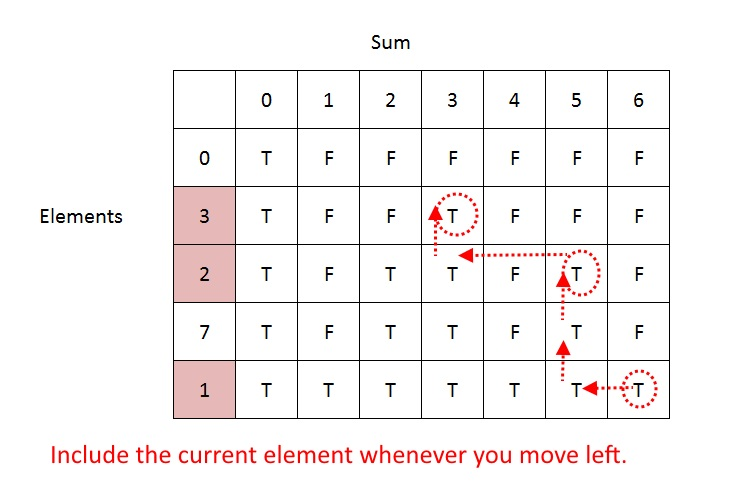 Sum
0 1 2 3 4 5 6
0 T F F F F F F
Elements
3 T F F T F F F
2 T F T T F T F
7 T F T T F T F
1 T T T T T T T
Include the current element whenever you move left.